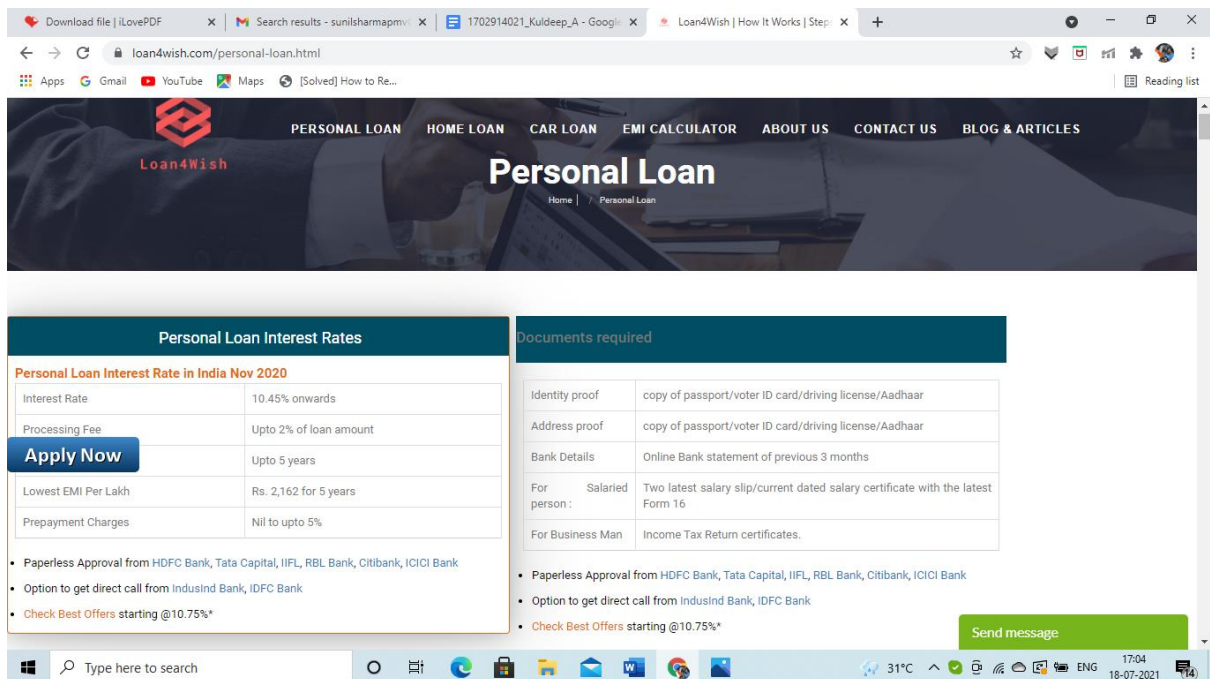 Download file | iLovePDF
Search results - sunilsharmapmv
1702914021_Kuldeep_A - Google
Loan4Wish | How It Works | Step
loan4wish.com/personal-loan.html
Apps Gmail YouTube Maps [Solved] How to Re...
Reading list
Loan4Wish
PERSONAL LOAN HOME LOAN CAR LOAN EMI CALCULATOR ABOUT US CONTACT US BLOG & ARTICLES
Personal Loan
Home | / Personal Loan
Personal Loan Interest Rates
Personal Loan Interest Rate in India Nov 2020
Interest Rate 10.45% onwards
Processing Fee Upto 2% of loan amount
Apply Now Upto 5 years
Lowest EMI Per Lakh Rs. 2,162 for 5 years
Prepayment Charges Nil to upto 5%
• Paperless Approval from HDFC Bank, Tata Capital, IIFL, RBL Bank, Citibank, ICICI Bank
• Option to get direct call from IndusInd Bank, IDFC Bank
• Check Best Offers starting @10.75%*
Documents required
Identity proof copy of passport/voter ID card/driving license/Aadhaar
Address proof copy of passport/voter ID card/driving license/Aadhaar
Bank Details Online Bank statement of previous 3 months
For Salaried Two latest salary slip/current dated salary certificate with the latest
person : Form 16
For Business Man Income Tax Return certificates.
• Paperless Approval from HDFC Bank, Tata Capital, IIFL, RBL Bank, Citibank, ICICI Bank
• Option to get direct call from IndusInd Bank, IDFC Bank
• Check Best Offers starting @10.75%*
Send message
Type here to search
31°C
ENG
17:04
18-07-2021
14